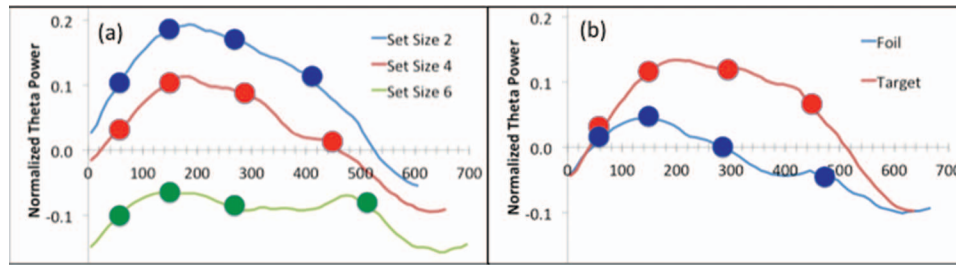 (a)
Normalized Theta Power
0.2
0.1
0.0
-0.1
0 100 200 300 400 500 600 700
Set Size 2
Set Size 4
Set Size 6
(b)
Normalized Theta Power
0.2
0.1
0.0
-0.1
0 100 200 300 400 500 600 700
Foil
Target